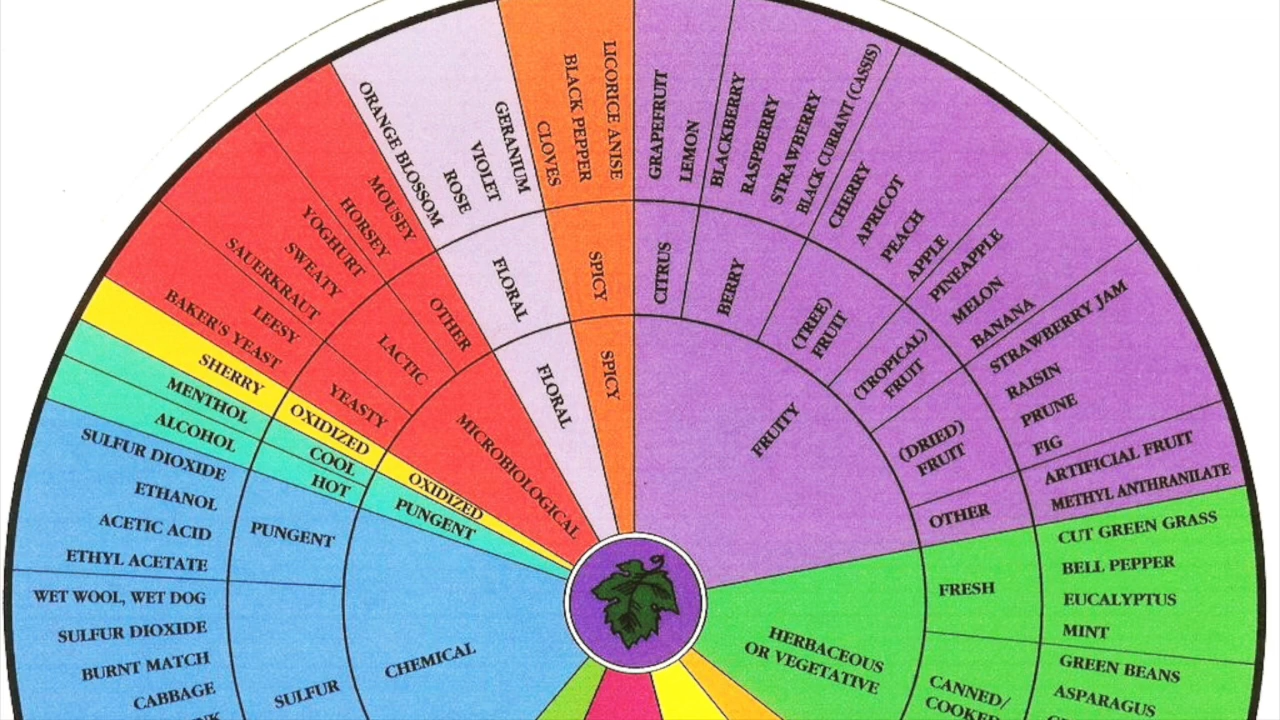 LICORICE ANISE
BLACK PEPPER
CLOVES
GERANIUM
VIOLET
ROSE
ORANGE BLOSSOM
MOUSEY
HORSEY
YOGHURT
SWEATY
SAUERKRAUT
LEESY
BAKER'S YEAST
SHERRY
MENTHOL
ALCOHOL
SULFUR DIOXIDE
ETHANOL
ACETIC ACID
ETHYL ACETATE
WET WOOL, WET DOG
SULFUR DIOXIDE
BURNT MATCH
CABBAGE
GRAPEFRUIT
LEMON
BLACKBERRY
RASPBERRY
STRAWBERRY
BLACK CURRANT (CASSIS)
CHERRY
APRICOT
PEACH
APPLE
PINEAPPLE
MELON
BANANA
STRAWBERRY JAM
RAISIN
PRUNE
FIG
ARTIFICIAL FRUIT
METHYL ANTHRANILATE
CUT GREEN GRASS
BELL PEPPER
EUCALYPTUS
MINT
GREEN BEANS
ASPARAGUS
SPICY
FLORAL
OTHER
LACTIC
YEASTY
OXIDIZED
COOL
HOT
PUNGENT
SULFUR
CITRUS
BERRY
(TREE)
FRUIT
(TROPICAL)
FRUIT
(DRIED)
FRUIT
OTHER
FRESH
CANNED/
COOKED
SPICY
FLORAL
MICROBIOLOGICAL
OXIDIZED
PUNGENT
CHEMICAL
FRUITY
HERBACEOUS
OR VEGETATIVE